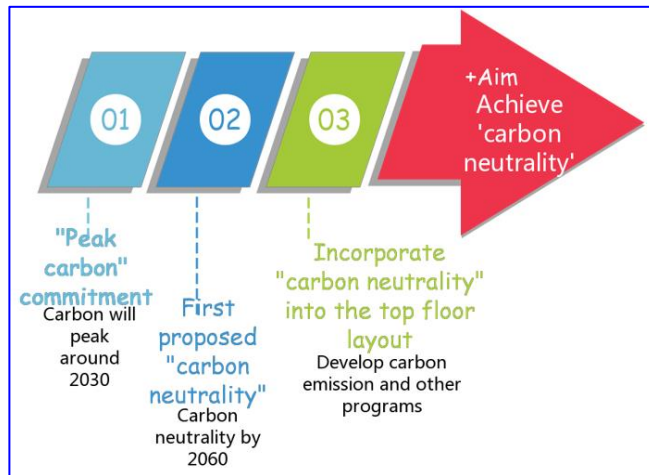 01
02
03
+Aim
Achieve
'carbon
neutrality'
"Peak
carbon"
commitment
Carbon will
peak
around
2030
First
proposed
"carbon
neutrality"
Carbon
neutrality by
2060
Incorporate
"carbon neutrality"
into the top floor
layout
Develop carbon
emission and other
programs